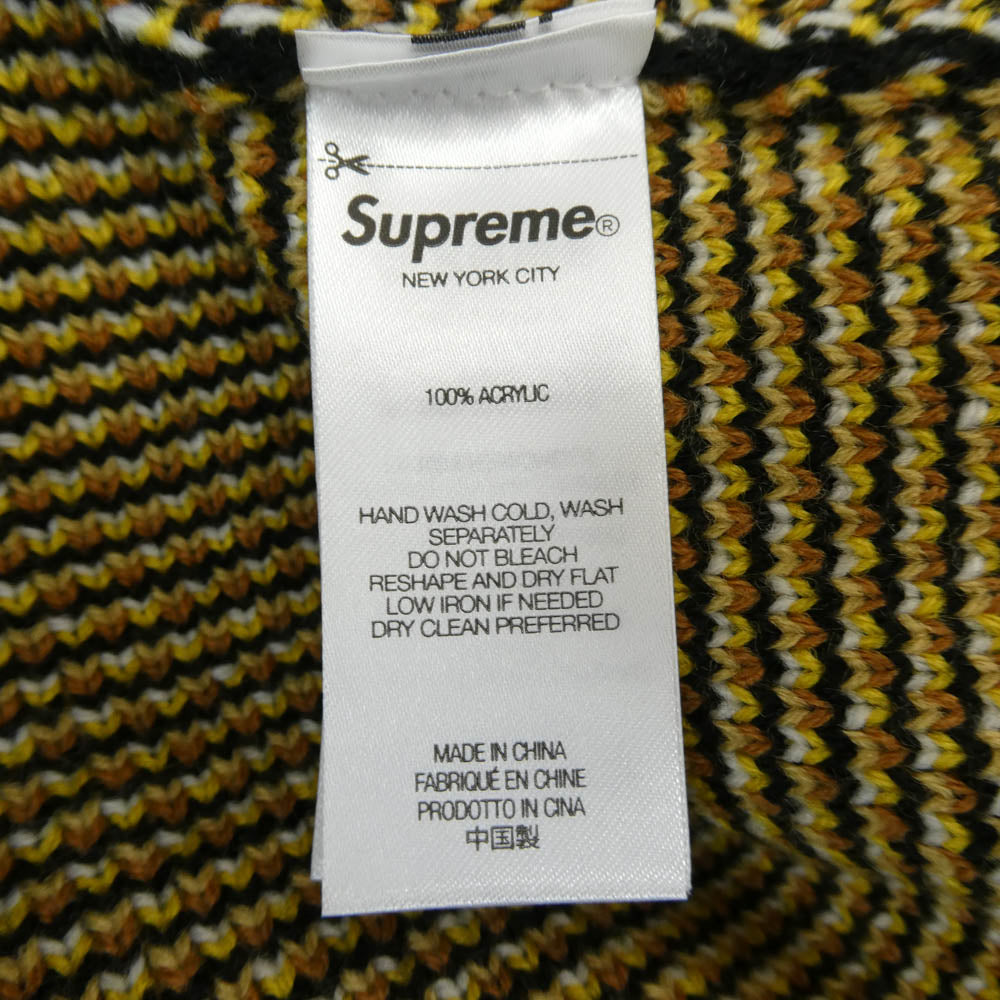 Supreme®
NEW YORK CITY
100% ACRYLIC
HAND WASH COLD, WASH
SEPARATELY
DO NOT BLEACH
RESHAPE AND DRY FLAT
LOW IRON IF NEEDED
DRY CLEAN PREFERRED
MADE IN CHINA
FABRIQUÉ EN CHINE
PRODOTTO IN CINA
中国製